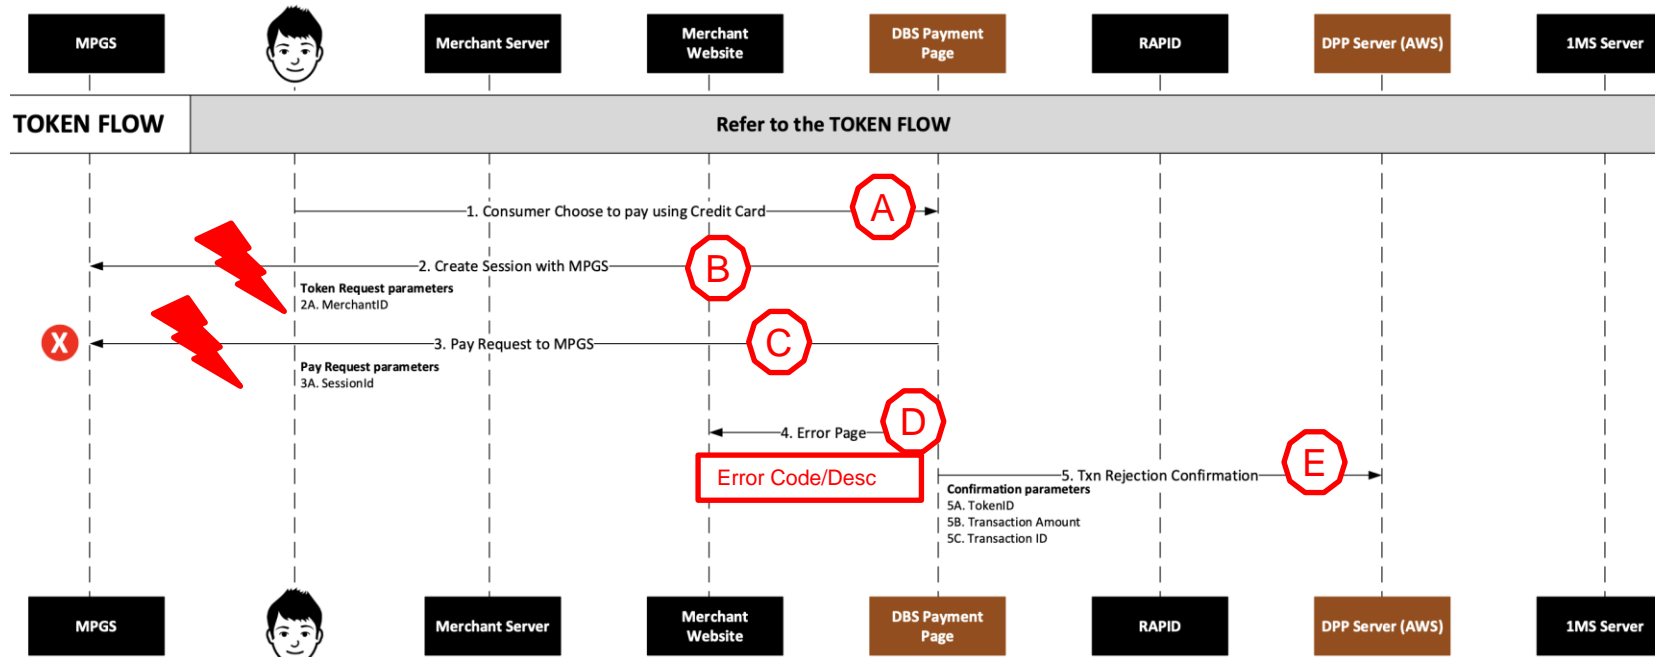 MPGS
Merchant Server
Merchant
Website
DBS Payment
Page
RAPID
DPP Server (AWS)
1MS Server
TOKEN FLOW
Refer to the TOKEN FLOW
1. Consumer Choose to pay using Credit Card
A
2. Create Session with MPGS
B
Token Request parameters
2A. MerchantID
X
3. Pay Request to MPGS
C
Pay Request parameters
3A. SessionId
4. Error Page
D
Error Code/Desc
5. Txn Rejection Confirmation
E
Confirmation parameters
5A. TokenID
5B. Transaction Amount
5C. Transaction ID
MPGS
Merchant Server
Merchant
Website
DBS Payment
Page
RAPID
DPP Server (AWS)
1MS Server